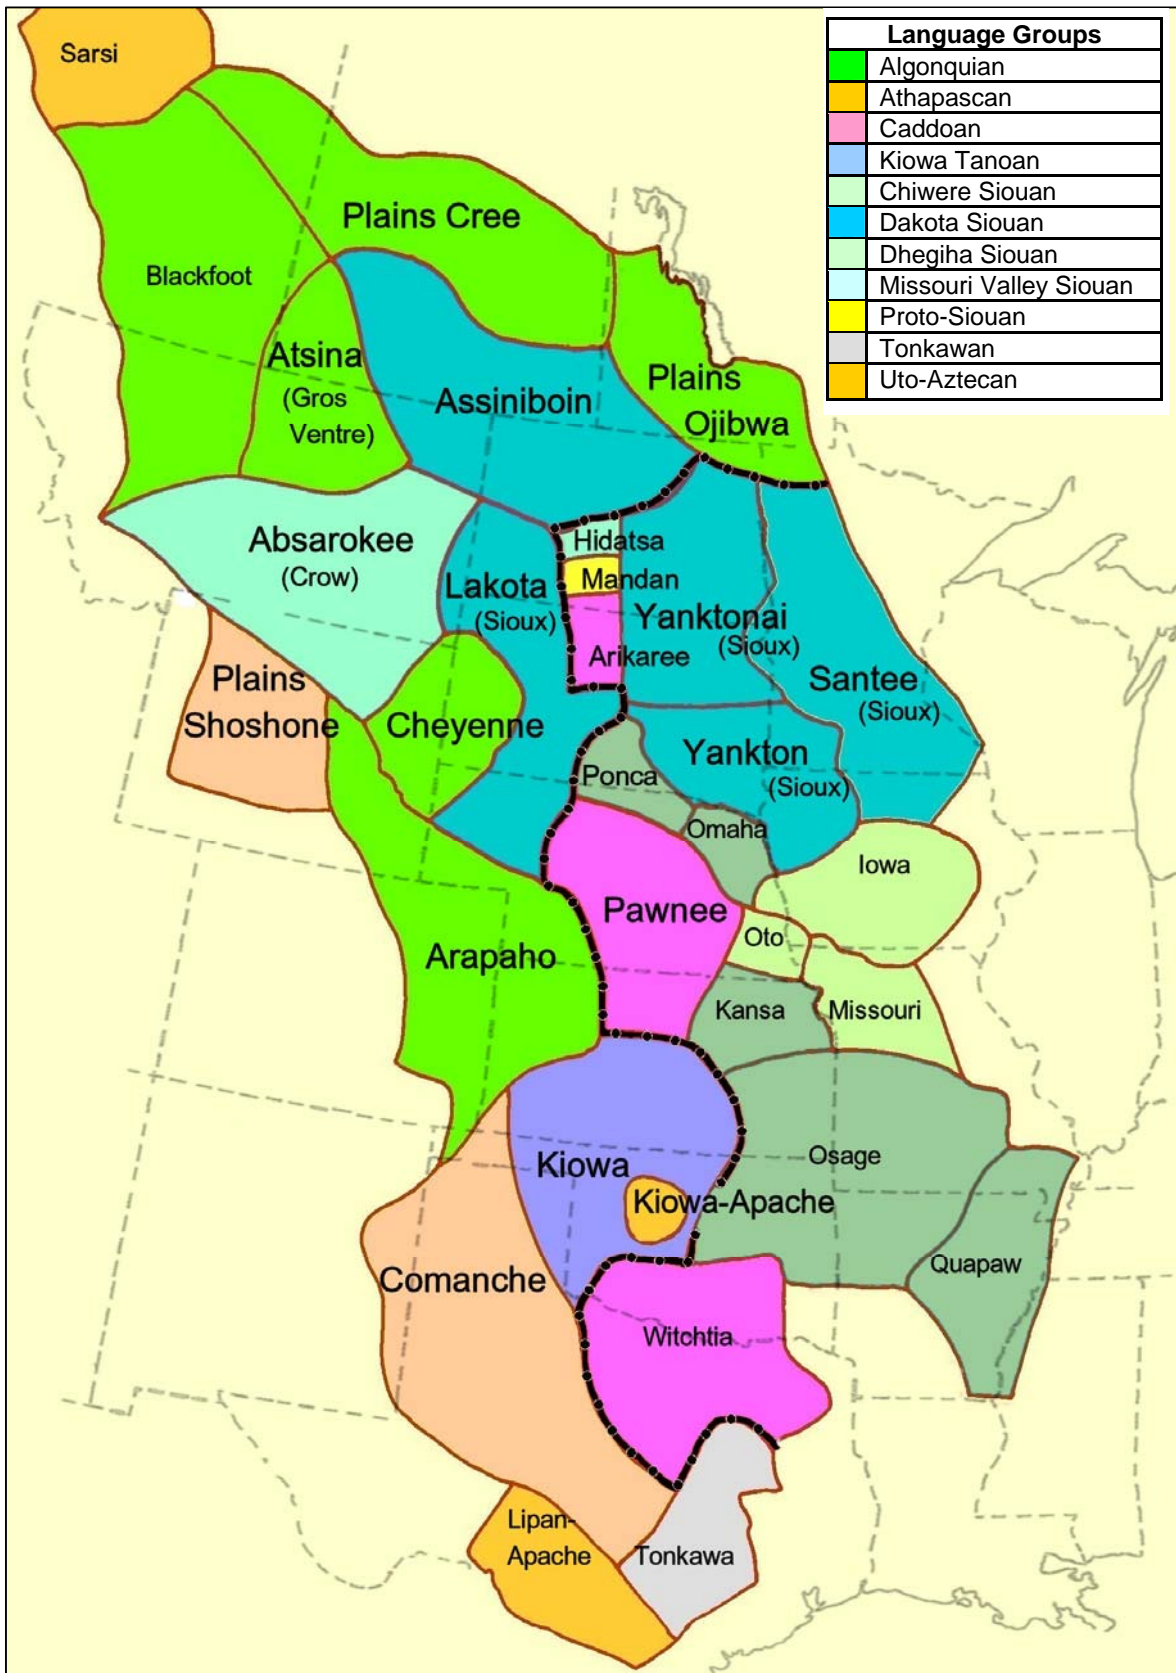 Sarsi
Language Groups
Algonquian
Athapascan
Caddoan
Kiowa Tanoan
Chiwere Siouan
Dakota Siouan
Dhegiha Siouan
Missouri Valley Siouan
Proto-Siouan
Tonkawan
Uto-Aztecan
Plains Cree
Blackfoot
Atsina
(Gros
Ventre)
Assiniboin
Plains
Ojibwa
Absarokee
(Crow)
Hidatsa
Mandan
Lakota
(Sioux)
Yanktonai
(Sioux)
Arikaree
Santee
(Sioux)
Plains
Shoshone
Cheyenne
Yankton
(Sioux)
Ponca
Omaha
Iowa
Pawnee
Oto
Arapaho
Kansa
Missouri
Kiowa
Osage
Kiowa-Apache
Quapaw
Comanche
Witchtia
Lipan-
Apache
Tonkawa